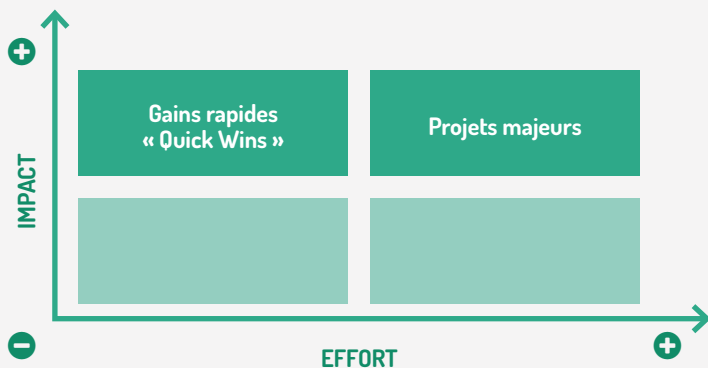 Gains rapides
« Quick Wins »
Projets majeurs
IMPACT
EFFORT